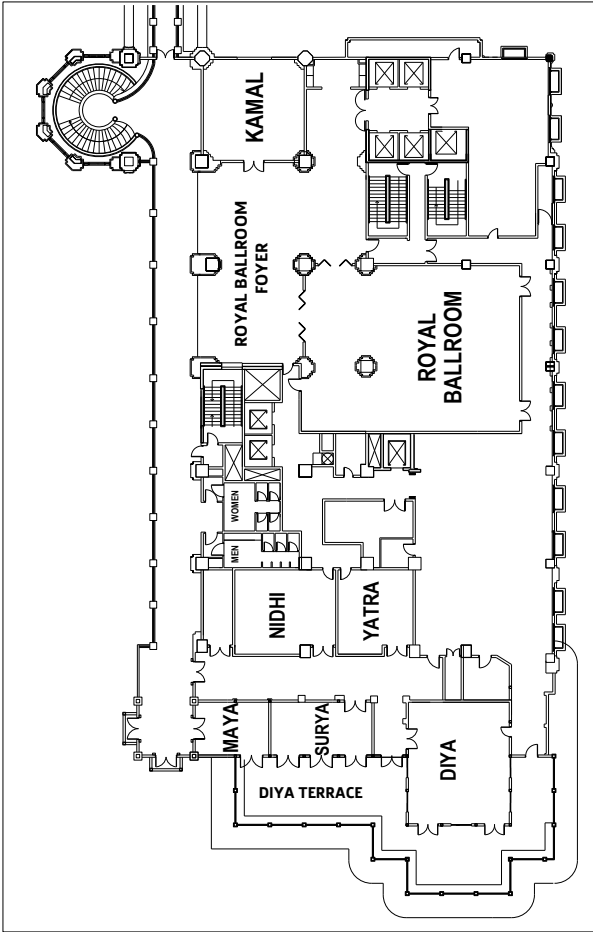 KAMAL
ROYAL BALLROOM
FOYER
ROYAL
BALLROOM
WOMEN
MEN
NIDHI
YATRA
MAYA
SURYA
DIYA
DIYA TERRACE